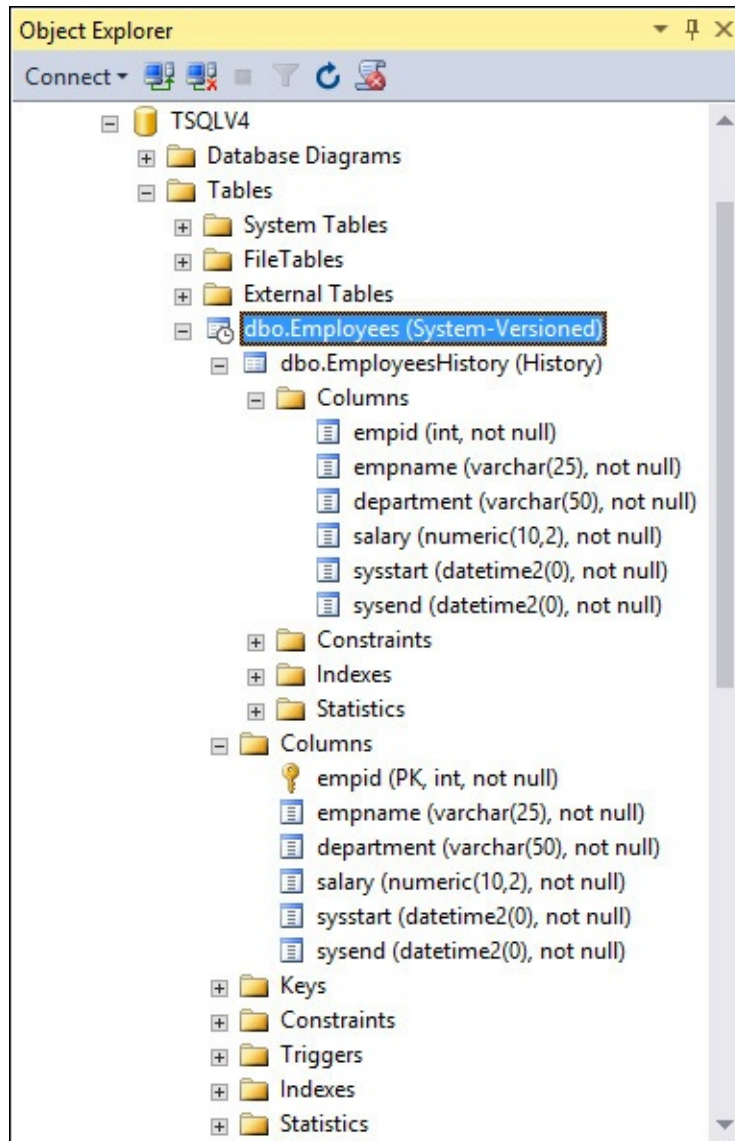 Object Explorer
Connect
TSQLV4
Database Diagrams
Tables
System Tables
FileTables
External Tables
dbo.Employees (System-Versioned)
dbo.EmployeesHistory (History)
Columns
empid (int, not null)
empname (varchar(25), not null)
department (varchar(50), not null)
salary (numeric(10,2), not null)
sysstart (datetime2(0), not null)
sysend (datetime2(0), not null)
Constraints
Indexes
Statistics
Columns
empid (PK, int, not null)
empname (varchar(25), not null)
department (varchar(50), not null)
salary (numeric(10,2), not null)
sysstart (datetime2(0), not null)
sysend (datetime2(0), not null)
Keys
Constraints
Triggers
Indexes
Statistics